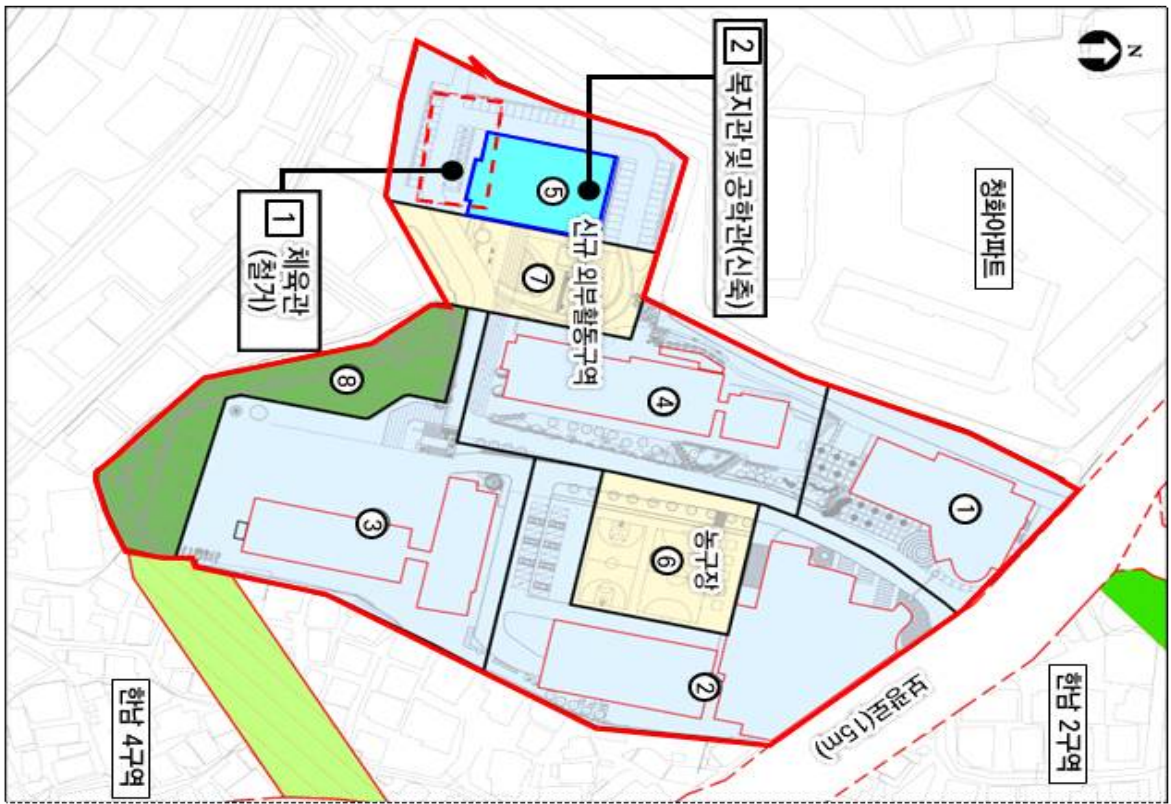 N
2 복지관 및 공학관(신축)
청화아파트
⑤
신규 외부활동구역
1 체육관
(철거)
⑦
⑧
④
①
③
농구장
⑥
②
보광로(15m)
한남 4구역
한남 2구역